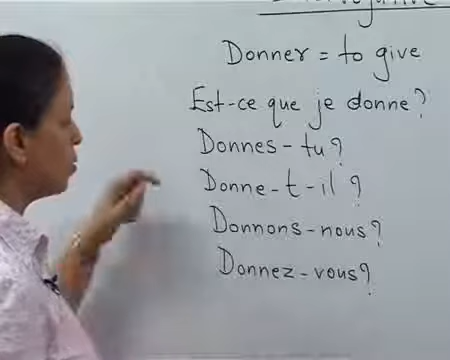 Donner = to give
Est-ce que je donne?
Donnes-tu?
Donne-t-il?
Donnons-nous?
Donnez-vous?